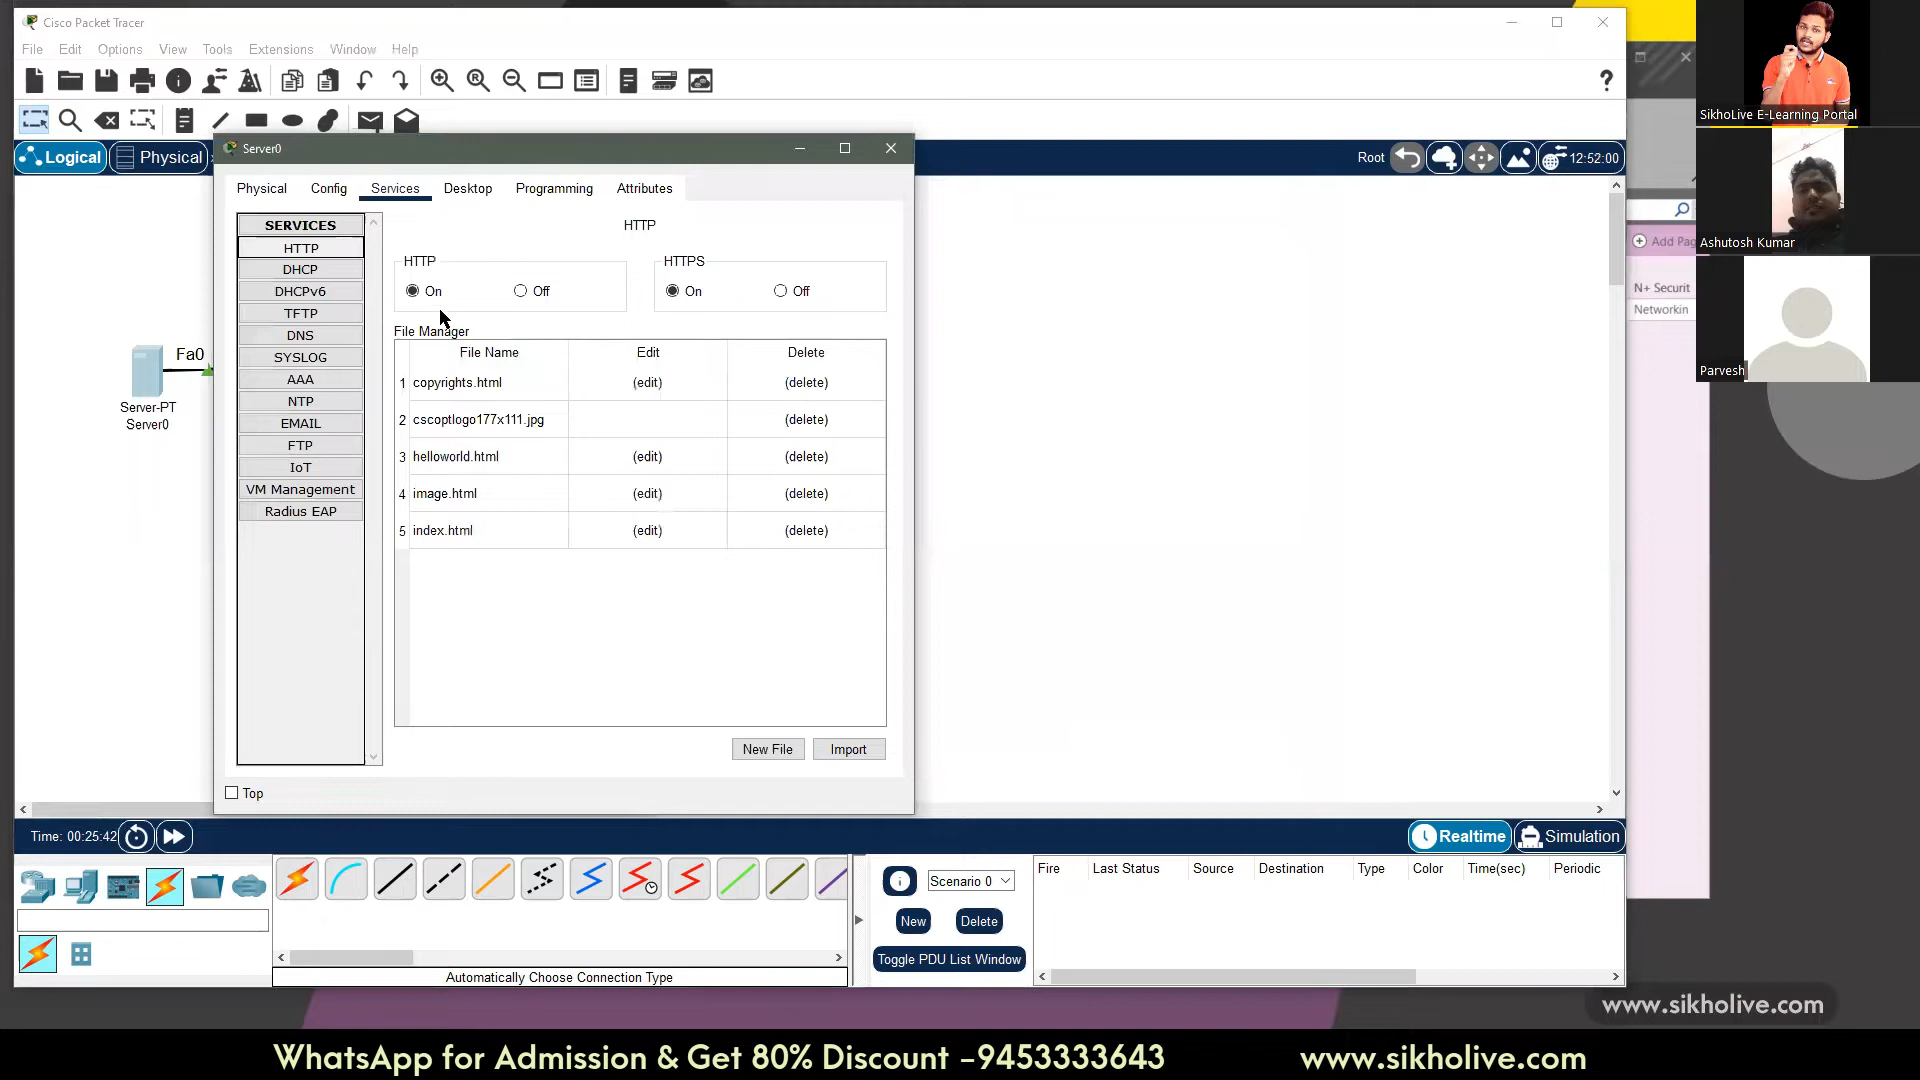 Cisco Packet Tracer
File Edit Options View Tools Extensions Window Help
Logical Physical
Root 12:52:00
Server0
Physical Config Services Desktop Programming Attributes
SERVICES
HTTP
DHCP
DHCPv6
TFTP
DNS
SYSLOG
AAA
NTP
EMAIL
FTP
IoT
VM Management
Radius EAP
HTTP
HTTP
On Off
HTTPS
On Off
File Manager
File Name Edit Delete
1 copyrights.html (edit) (delete)
2 cscoptlogo177x111.jpg (delete)
3 helloworld.html (edit) (delete)
4 image.html (edit) (delete)
5 index.html (edit) (delete)
New File Import
Top
Fa0
Server-PT
Server0
Time: 00:25:42
Realtime Simulation
Scenario 0
New Delete
Toggle PDU List Window
Fire Last Status Source Destination Type Color Time(sec) Periodic
Automatically Choose Connection Type
Add Pag
N+ Securit
Networkin
SikhoLive E-Learning Portal
Ashutosh Kumar
Parvesh
www.sikholive.com
WhatsApp for Admission & Get 80% Discount –9453333643
www.sikholive.com